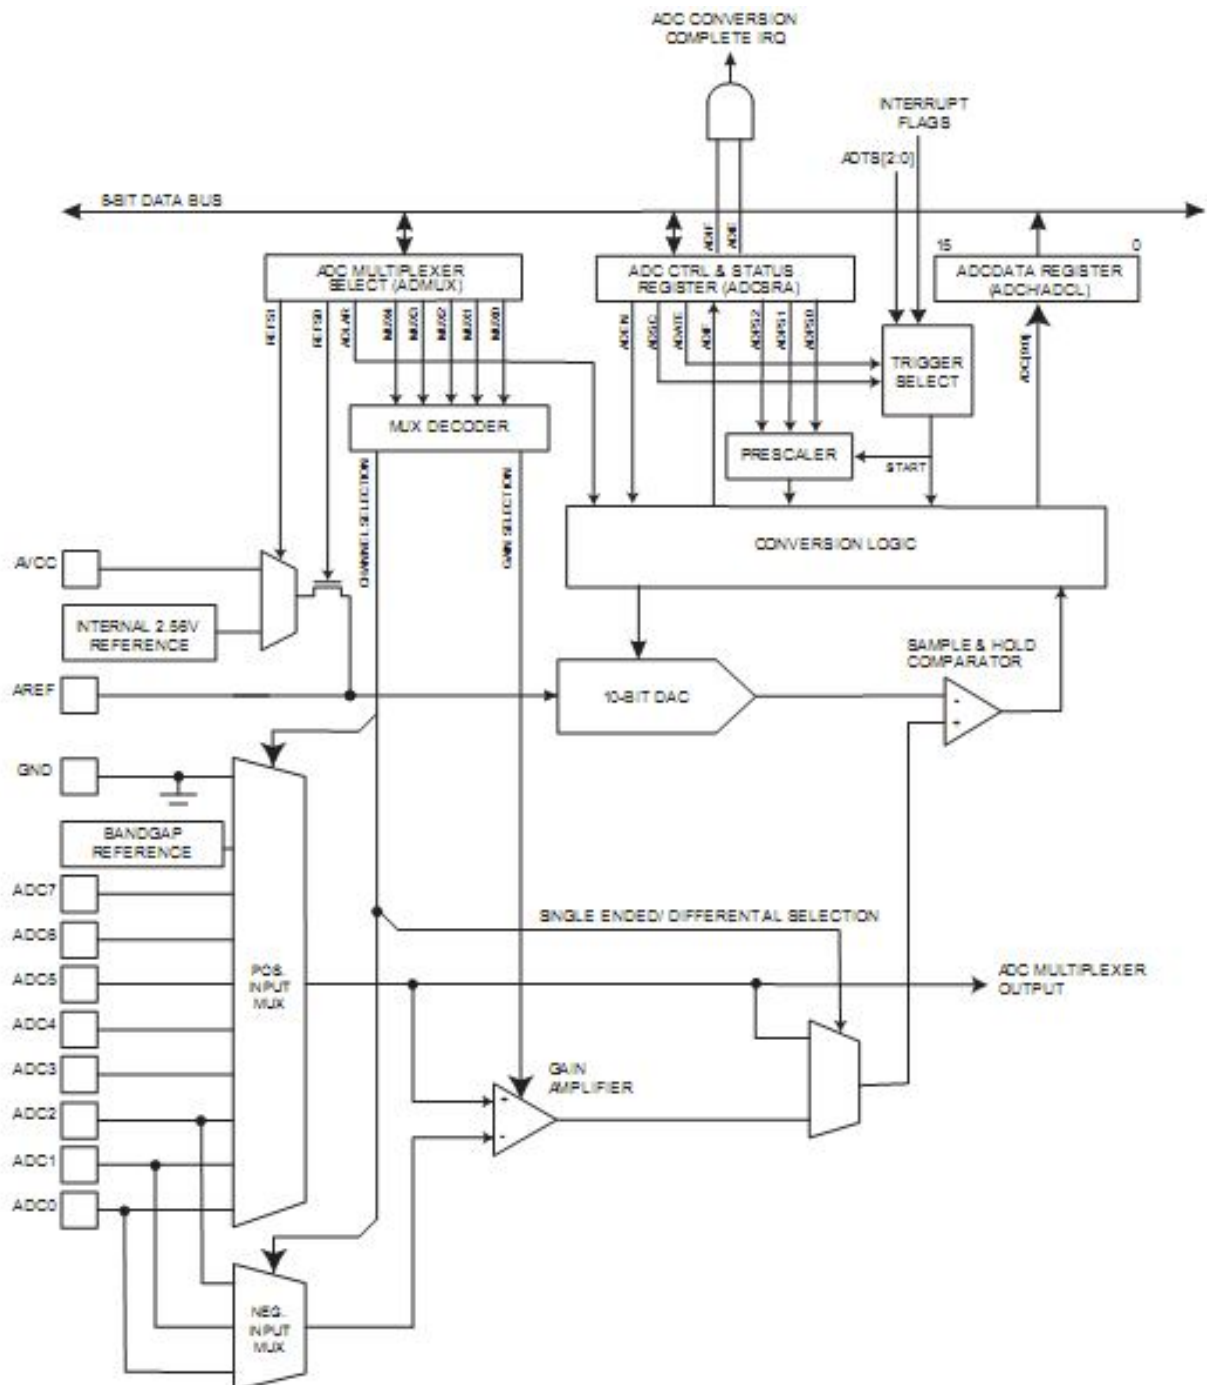 ADC CONVERSION
COMPLETE IRQ
INTERRUPT
FLAGS
ADTS[2:0]
8-BIT DATA BUS
ADIF
ADIE
15
0
ADC MULTIPLEXER
SELECT (ADMUX)
ADC CTRL & STATUS
REGISTER (ADCSRA)
ADC DATA REGISTER
(ADCH/ADCL)
REFS1
REFS0
ADLAR
MUX4
MUX3
MUX2
MUX1
MUX0
ADEN
ADSC
ADATE
ADIF
ADPS2
ADPS1
ADPS0
ADC[9:0]
TRIGGER
SELECT
MUX DECODER
PRESCALER
START
CHANNEL SELECTION
GAIN SELECTION
CONVERSION LOGIC
AVCC
INTERNAL 2.56V
REFERENCE
SAMPLE & HOLD
COMPARATOR
AREF
10-BIT DAC
-
+
GND
BANDGAP
REFERENCE
ADC7
SINGLE ENDED/ DIFFERENTIAL SELECTION
ADC6
ADC5
POS.
INPUT
MUX
ADC MULTIPLEXER
OUTPUT
ADC4
ADC3
GAIN
AMPLIFIER
ADC2
+
-
ADC1
ADC0
NEG.
INPUT
MUX